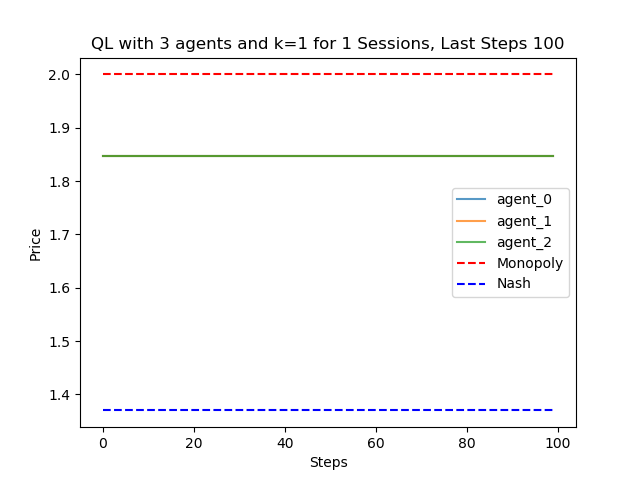 QL with 3 agents and k=1 for 1 Sessions, Last Steps 100
2.0
1.9
1.8
1.7
1.6
1.5
1.4
Price
agent_0
agent_1
agent_2
Monopoly
Nash
0 20 40 60 80 100
Steps